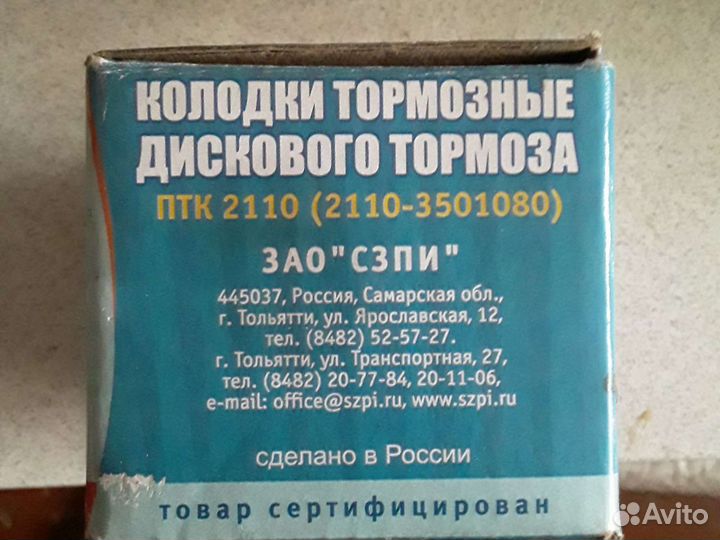 КОЛОДКИ ТОРМОЗНЫЕ
ДИСКОВОГО ТОРМОЗА
ПТК 2110 (2110-3501080)
ЗАО "СЗПИ"
445037, Россия, Самарская обл.,
г. Тольятти, ул. Ярославская, 12,
тел. (8482) 52-57-27.
г. Тольятти, ул. Транспортная, 27,
тел. (8482) 20-77-84, 20-11-06,
e-mail: office@szpi.ru, www.szpi.ru
сделано в России
товар сертифицирован
Avito